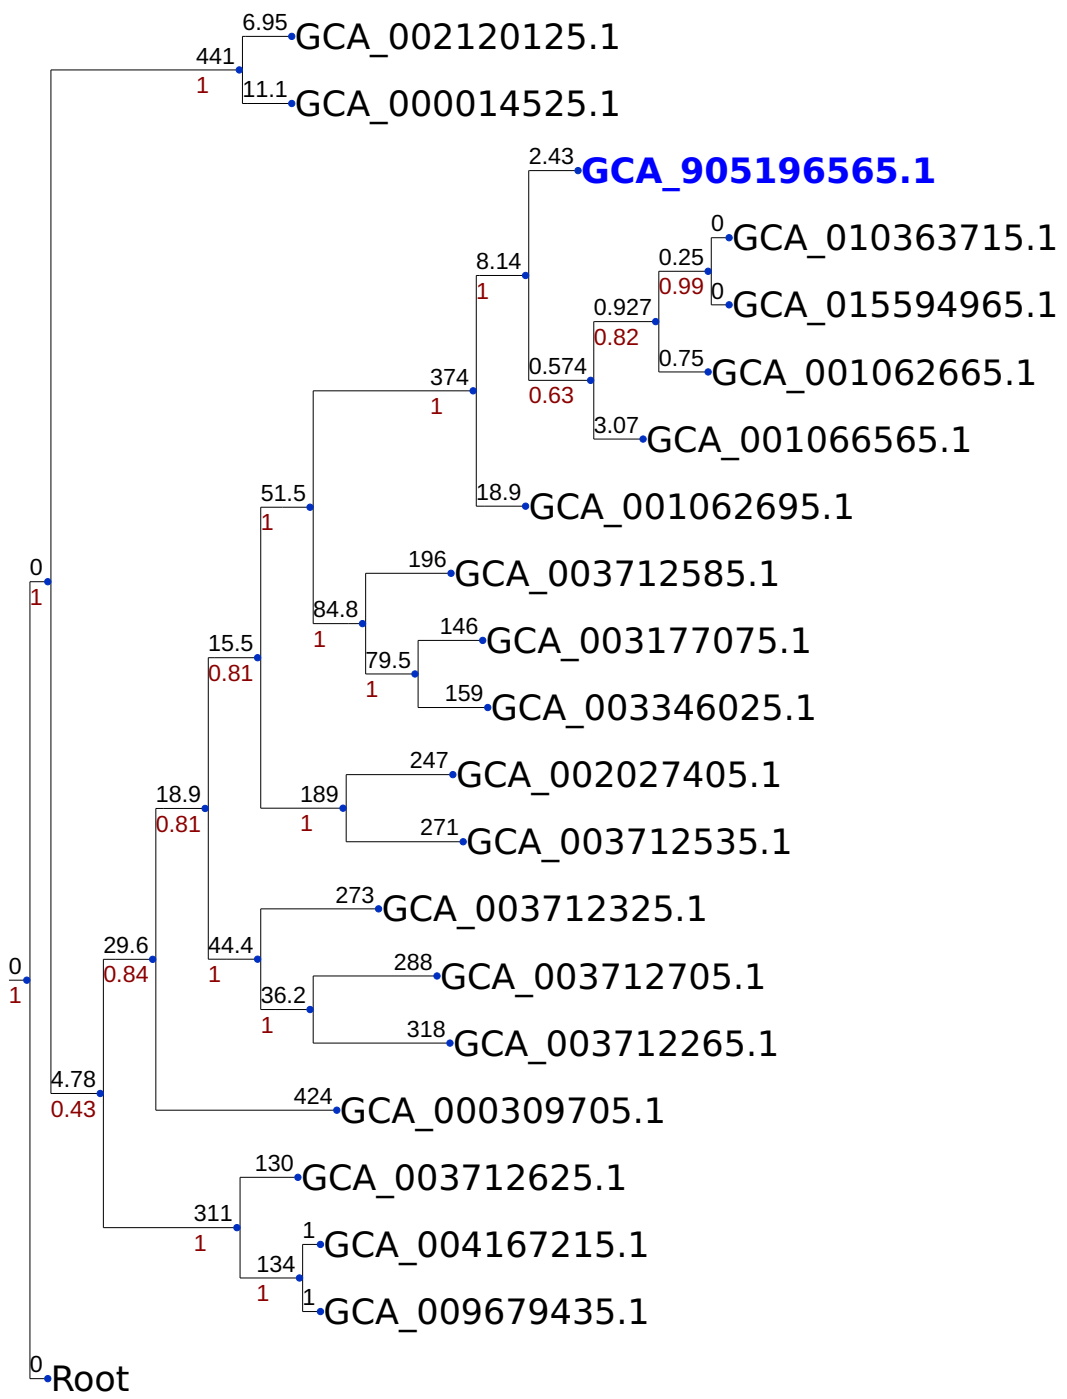 6.95
GCA_002120125.1
441
1
11.1
GCA_000014525.1
2.43
GCA_905196565.1
0
GCA_010363715.1
8.14
1
0.25
0.99
0
GCA_015594965.1
0.927
0.82
0.574
0.63
0.75
GCA_001062665.1
374
1
3.07
GCA_001066565.1
51.5
1
18.9
GCA_001062695.1
0
1
196
GCA_003712585.1
84.8
1
146
GCA_003177075.1
15.5
0.81
79.5
1
159
GCA_003346025.1
247
GCA_002027405.1
18.9
0.81
189
1
271
GCA_003712535.1
273
GCA_003712325.1
0
1
29.6
0.84
44.4
1
288
GCA_003712705.1
36.2
1
318
GCA_003712265.1
4.78
0.43
424
GCA_000309705.1
130
GCA_003712625.1
311
1
1
GCA_004167215.1
134
1
1
GCA_009679435.1
0
Root